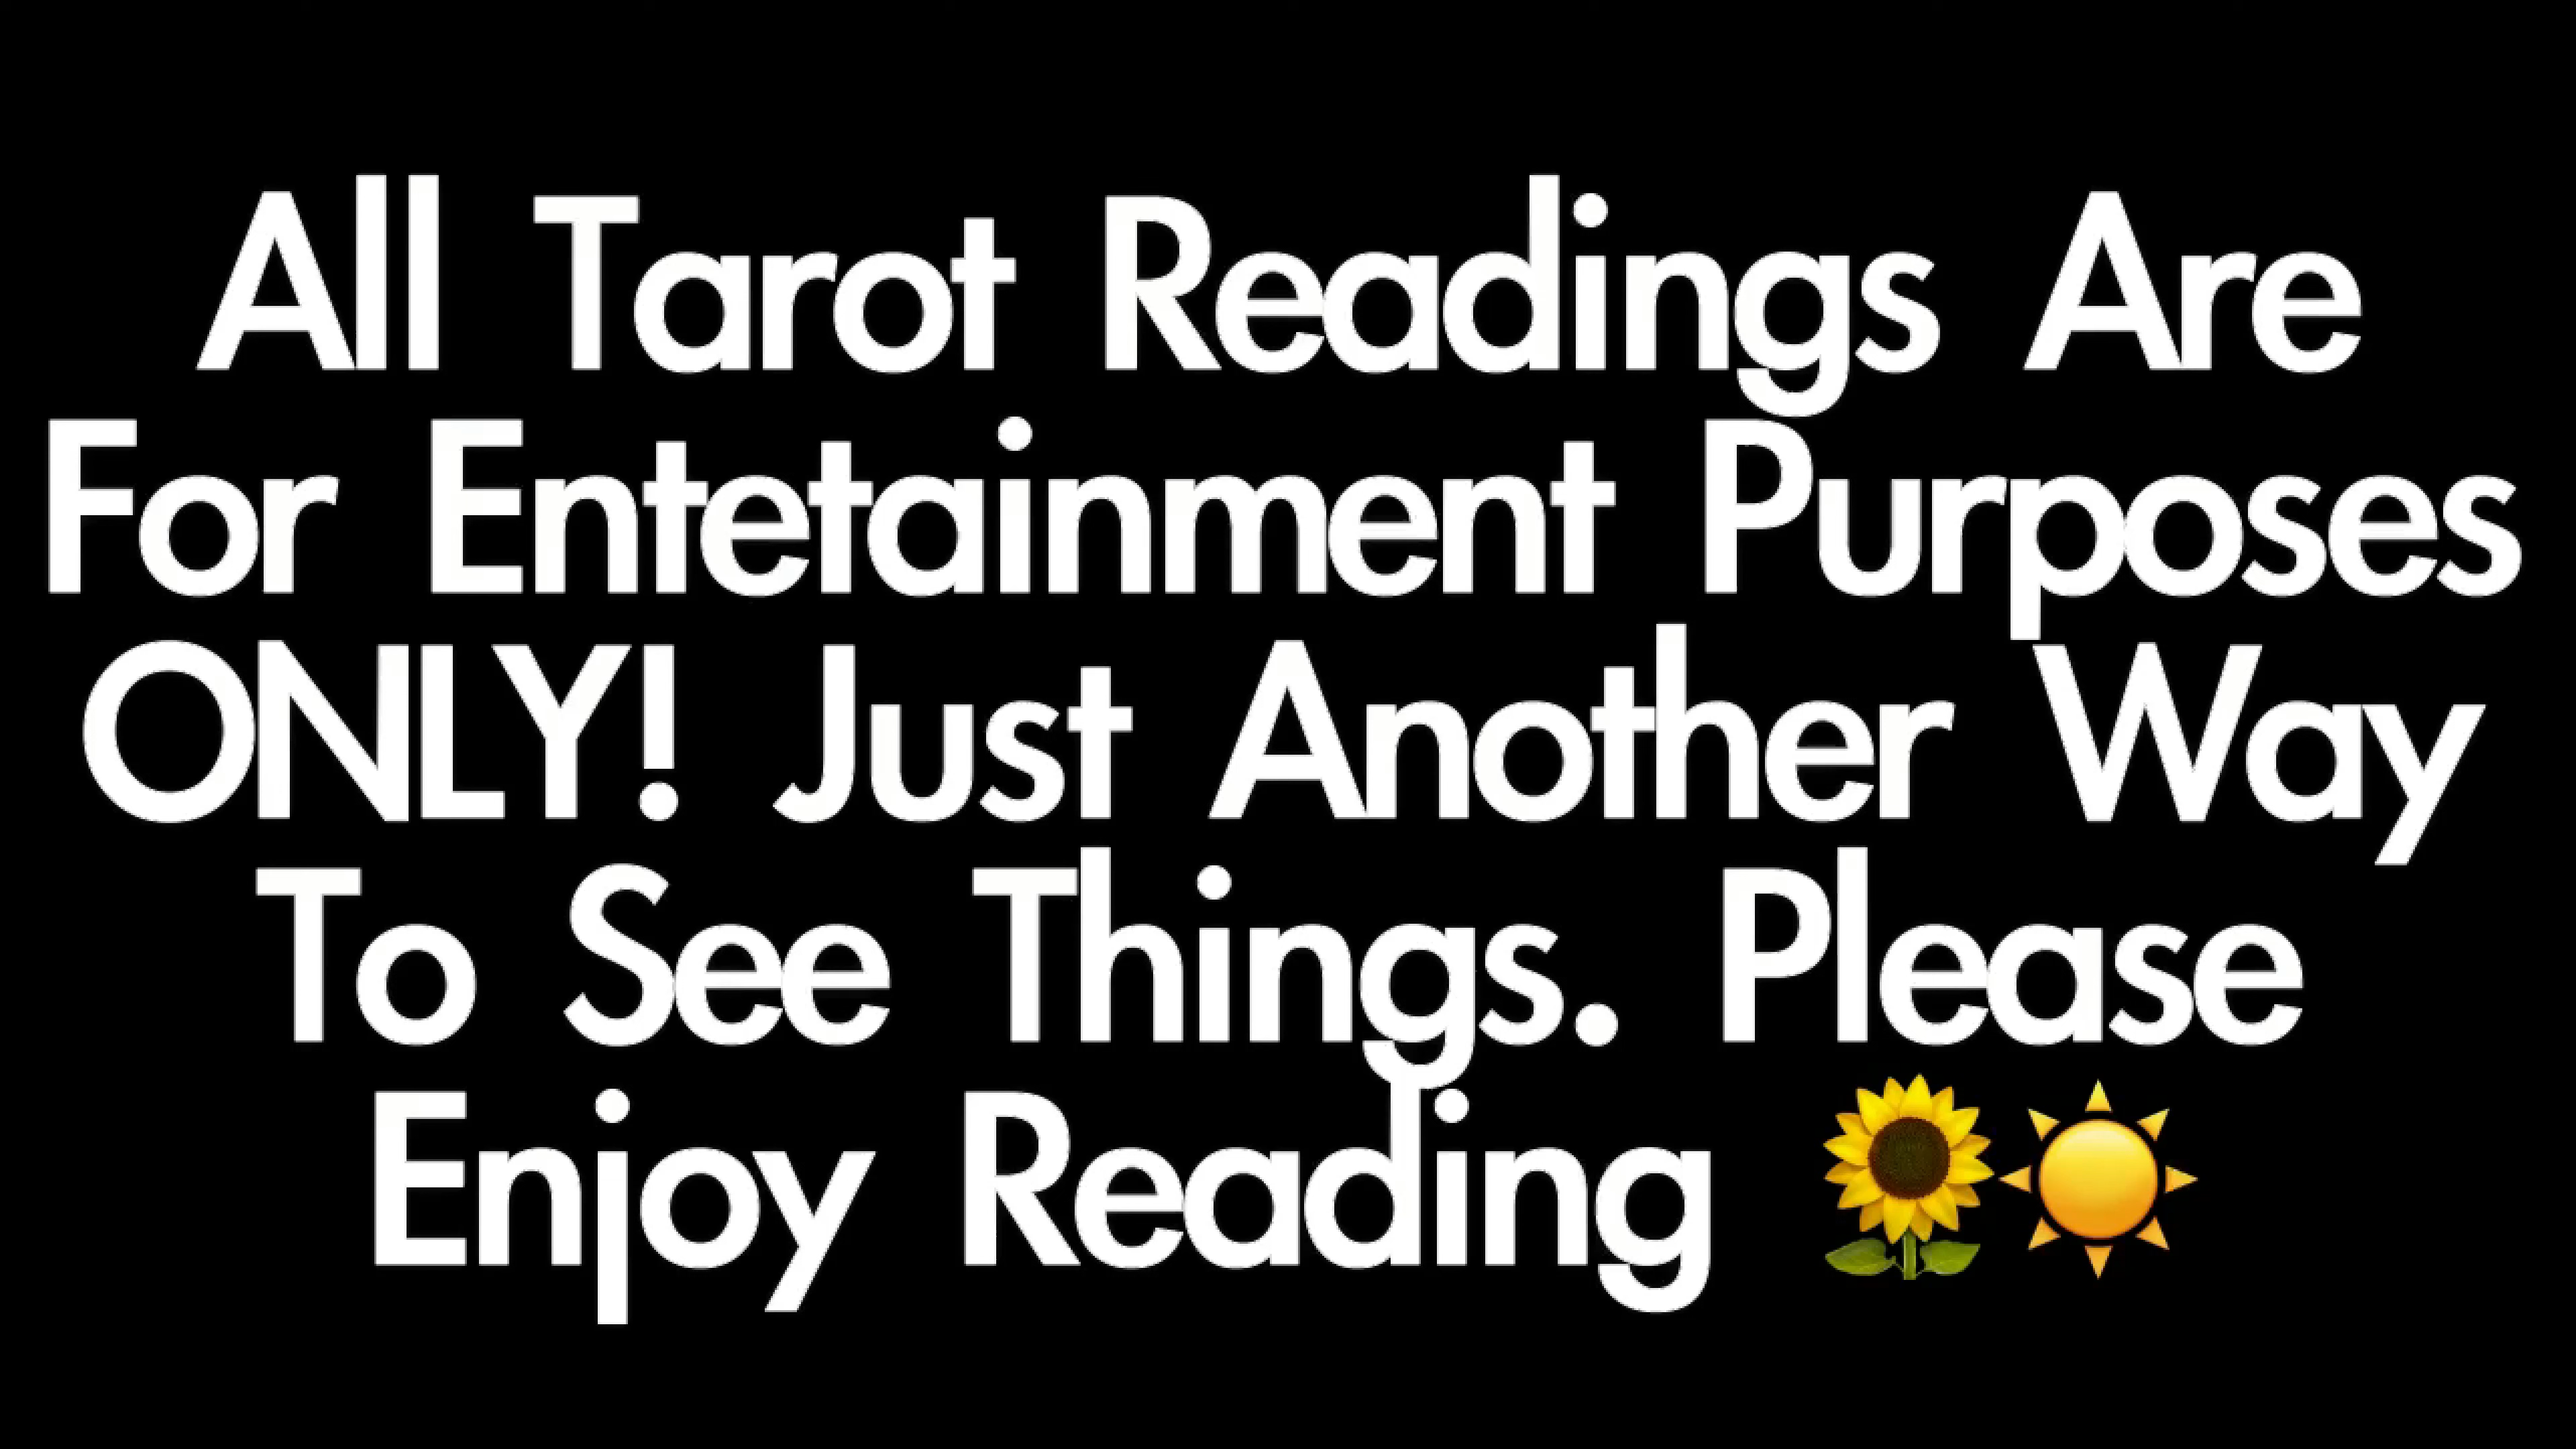 All Tarot Readings Are
For Entetainment Purposes
ONLY! Just Another Way
To See Things. Please
Enjoy Reading 🌻☀️